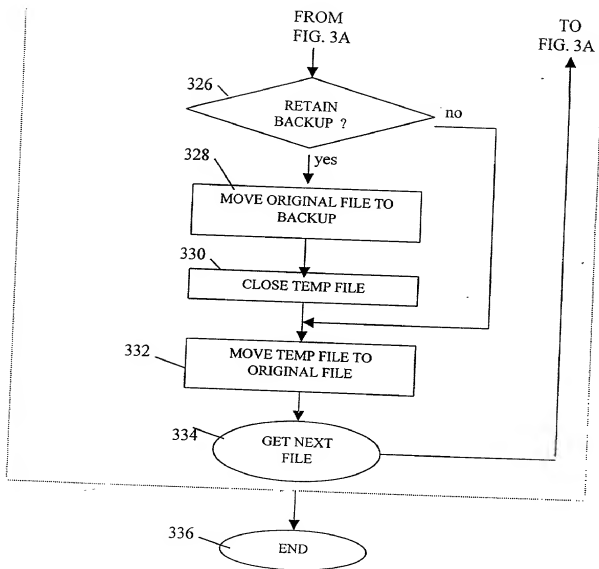 FROM
FIG. 3A
TO
FIG. 3A
326
RETAIN
BACKUP ?
no
yes
328
MOVE ORIGINAL FILE TO
BACKUP
330
CLOSE TEMP FILE
332
MOVE TEMP FILE TO
ORIGINAL FILE
334
GET NEXT
FILE
336
END